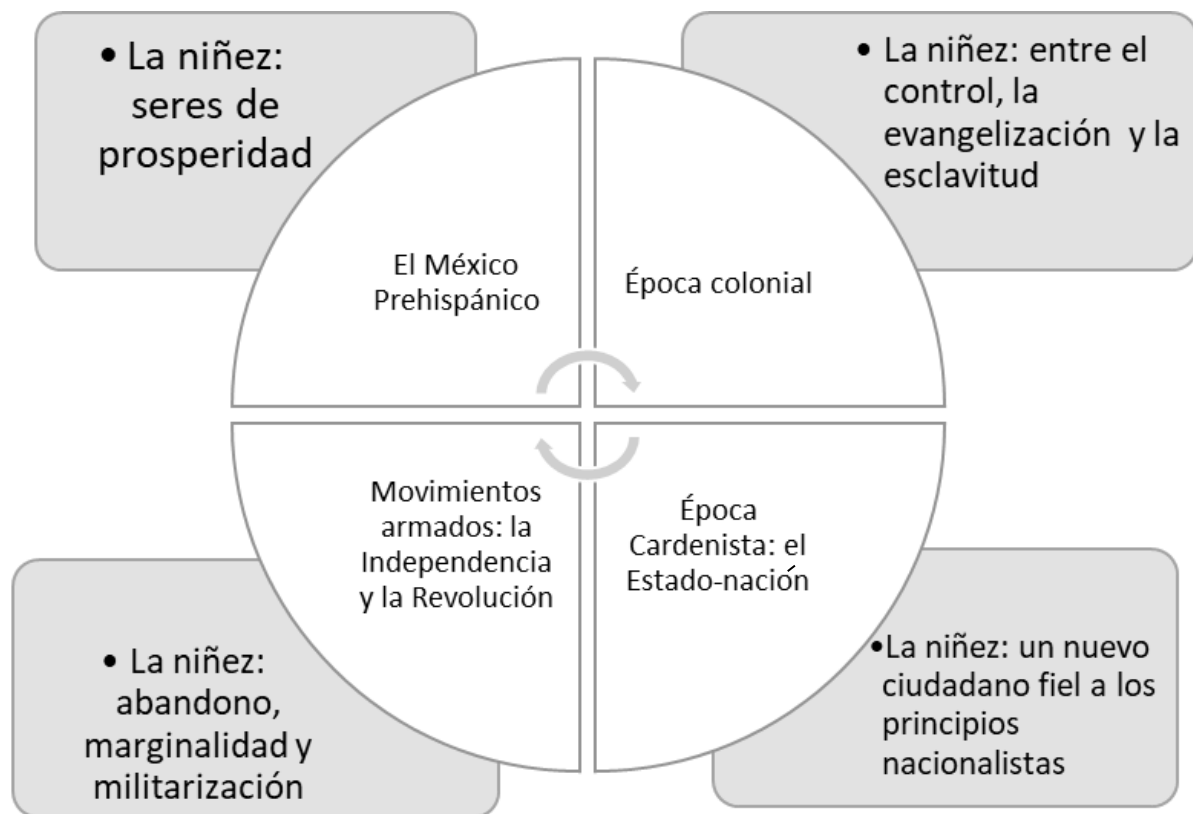 • La niñez:
seres de
prosperidad
• La niñez: entre el
control, la
evangelización y la
esclavitud
El México
Prehispánico
Época colonial
Movimientos
armados: la
Independencia
y la Revolución
Época
Cardenista: el
Estado-nación
• La niñez:
abandono,
marginalidad y
militarización
•La niñez: un nuevo
ciudadano fiel a los
principios
nacionalistas